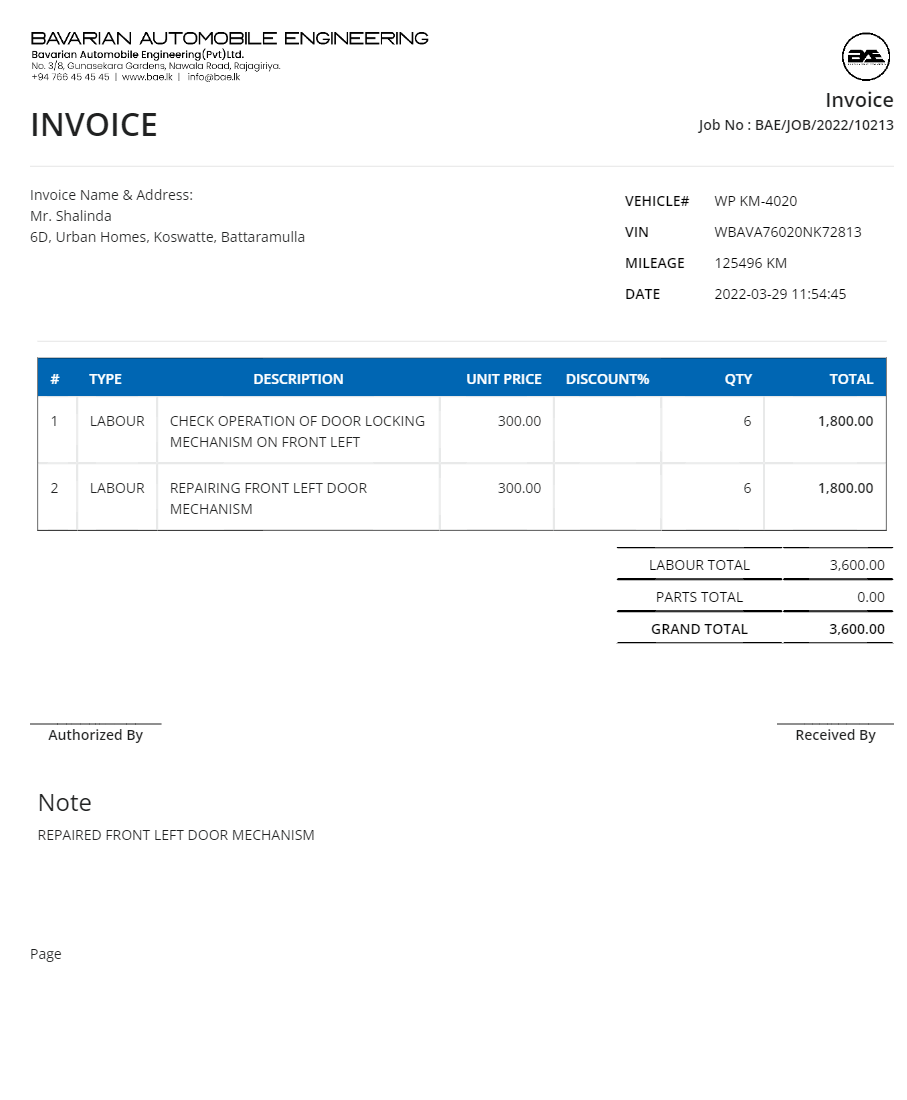 BAVARIAN AUTOMOBILE ENGINEERING
Bavarian Automobile Engineering(Pvt)Ltd.
No. 3/8, Gunasekara Gardens, Nawala Road, Rajagiriya.
+94 766 45 45 45 | www.bae.lk | info@bae.lk
BAE
Invoice
INVOICE
Job No : BAE/JOB/2022/10213
Invoice Name & Address:
Mr. Shalinda
6D, Urban Homes, Koswatte, Battaramulla
VEHICLE# WP KM-4020
VIN WBAVA76020NK72813
MILEAGE 125496 KM
DATE 2022-03-29 11:54:45
# TYPE DESCRIPTION UNIT PRICE DISCOUNT% QTY TOTAL
1 LABOUR CHECK OPERATION OF DOOR LOCKING 300.00 6 1,800.00
MECHANISM ON FRONT LEFT
2 LABOUR REPAIRING FRONT LEFT DOOR 300.00 6 1,800.00
MECHANISM
LABOUR TOTAL 3,600.00
PARTS TOTAL 0.00
GRAND TOTAL 3,600.00
Authorized By Received By
Note
REPAIRED FRONT LEFT DOOR MECHANISM
Page